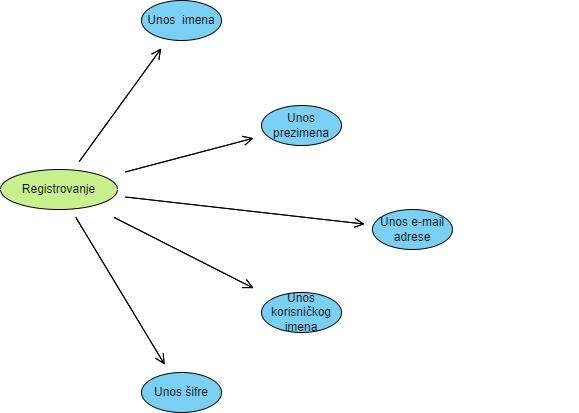 Unos  imena
Unos
prezimena
Registrovanje
Unos e-mail
adrese
Unos
korisničkog
imena
Unos šifre